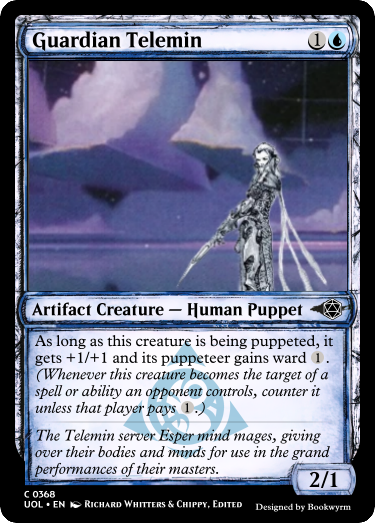 Guardian Telemin 1
Artifact Creature — Human Puppet
As long as this creature is being puppeted, it
gets +1/+1 and its puppeteer gains ward 1.
(Whenever this creature becomes the target of a
spell or ability an opponent controls, counter it
unless that player pays 1.)
The Telemin server Esper mind mages, giving
over their bodies and minds for use in the grand
performances of their masters.
2/1
C 0368
UOL • EN Richard Whitters & Chippy, Edited
Designed by Bookwyrm